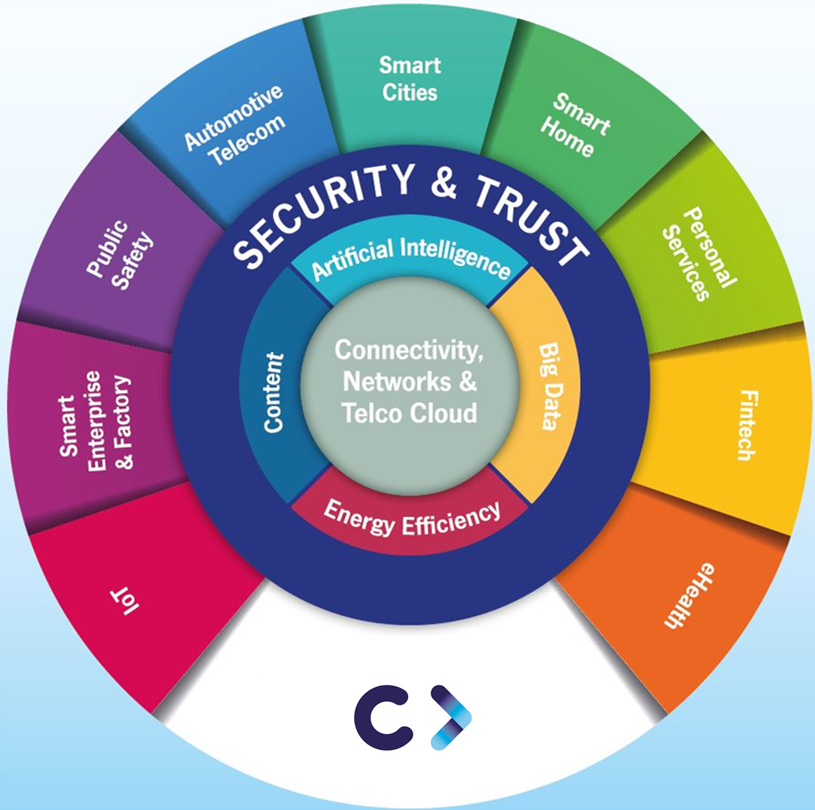 Smart
Cities
Smart
Home
Personal
Services
Fintech
eHealth
IoT
Smart
Enterprise
& Factory
Public
Safety
Automotive
Telecom
SECURITY & TRUST
Artificial Intelligence
Big Data
Energy Efficiency
Content
Connectivity,
Networks &
Telco Cloud